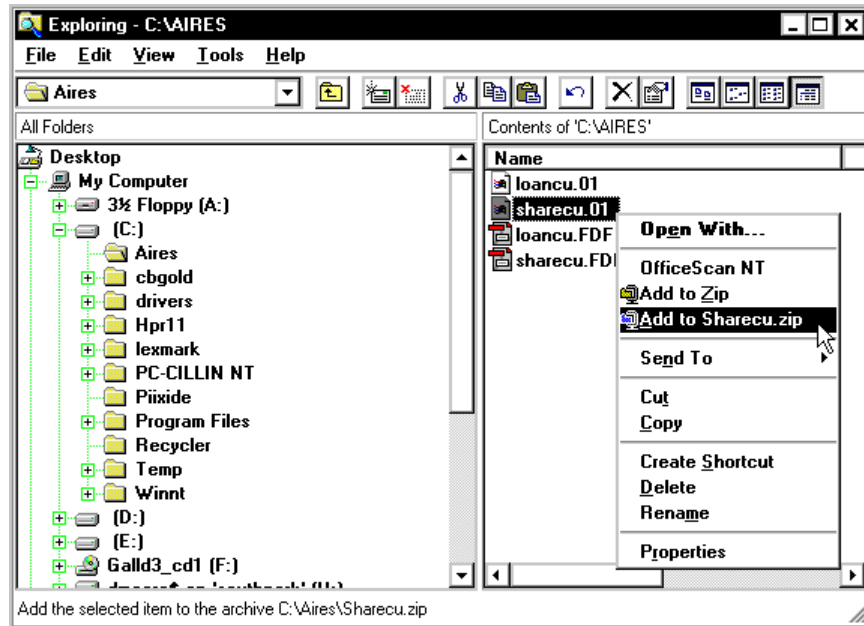 Exploring - C:\AIRES
File Edit View Tools Help
Aires
All Folders
Contents of 'C:\AIRES'
Desktop
My Computer
3½ Floppy (A:)
(C:)
Aires
cbgold
drivers
Hpr11
lexmark
PC-CILLIN NT
Piixide
Program Files
Recycler
Temp
Winnt
(D:)
(E:)
Galld3_cd1 (F:)
Name
loancu.01
sharecu.01
loancu.FDF
sharecu.FD
Open With...
OfficeScan NT
Add to Zip
Add to Sharecu.zip
Send To
Cut
Copy
Create Shortcut
Delete
Rename
Properties
Add the selected item to the archive C:\Aires\Sharecu.zip